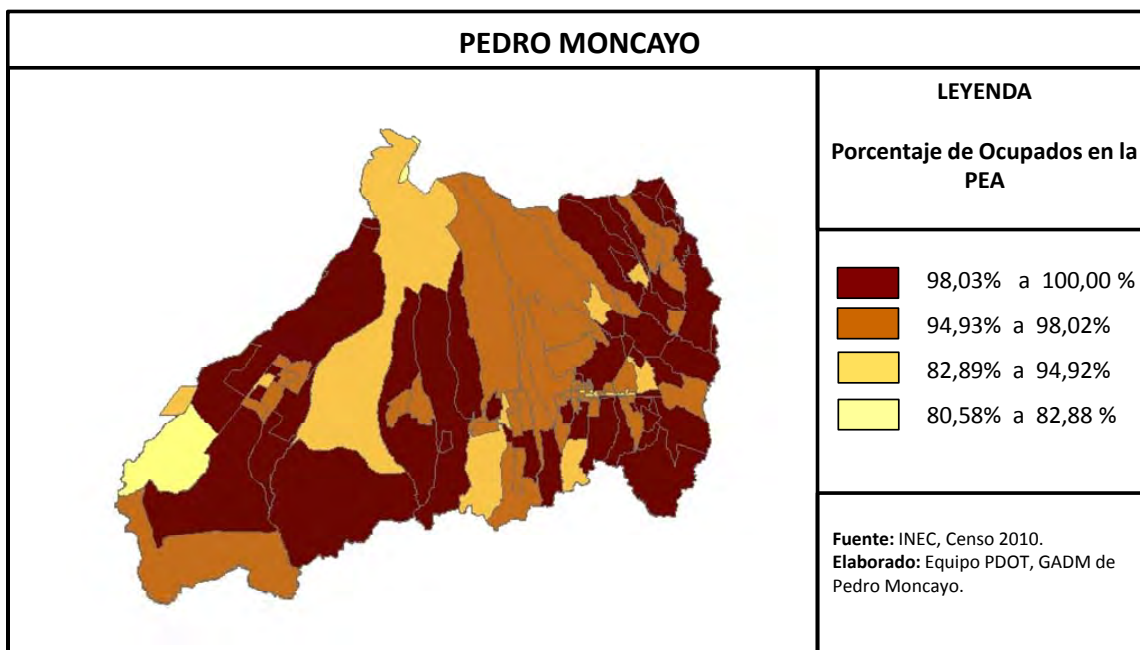 PEDRO MONCAYO
LEYENDA
Porcentaje de Ocupados en la
PEA
98,03% a 100,00 %
94,93% a 98,02%
82,89% a 94,92%
80,58% a 82,88 %
Fuente: INEC, Censo 2010.
Elaborado: Equipo PDOT, GADM de
Pedro Moncayo.